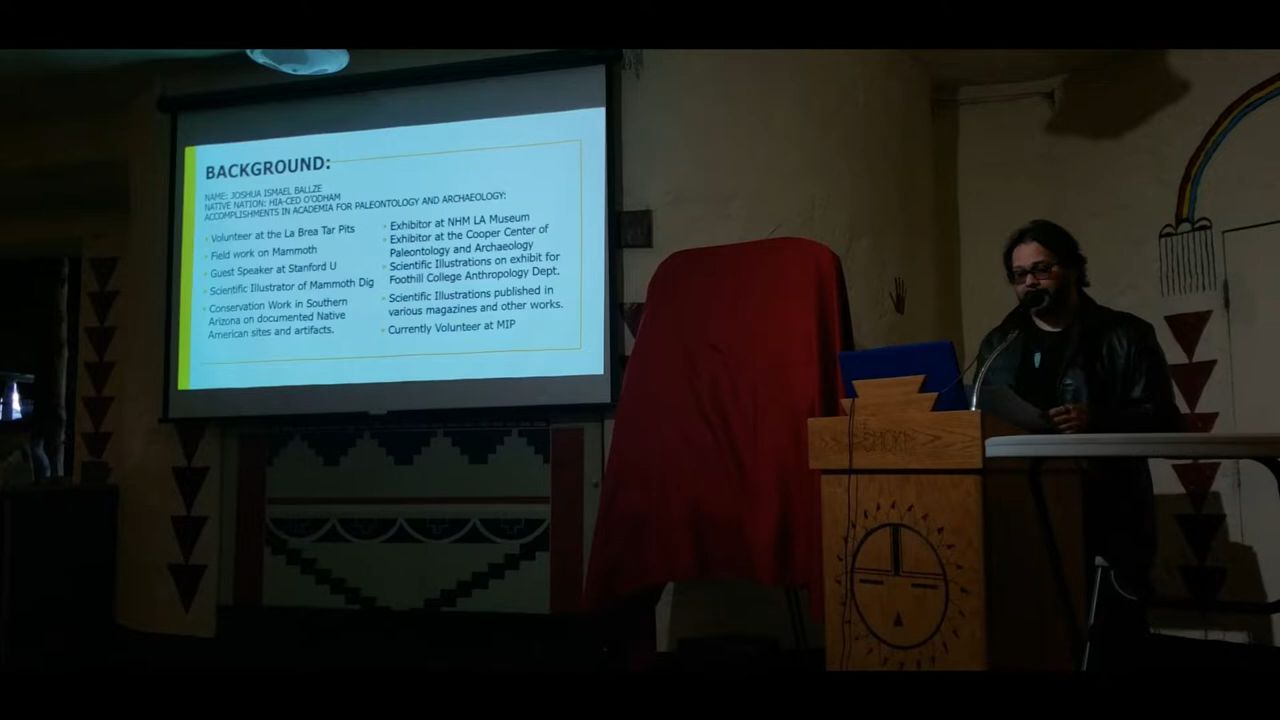 BACKGROUND:
NAME: JOSHUA ISMAEL BALLZE
NATIVE NATION: HIA-CED O'ODHAM
ACCOMPLISHMENTS IN ACADEMIA FOR PALEONTOLOGY AND ARCHAEOLOGY:
Volunteer at the La Brea Tar Pits
Field work on Mammoth
Guest Speaker at Stanford U
Scientific Illustrator of Mammoth Dig
Conservation Work in Southern
Arizona on documented Native
American sites and artifacts.
Exhibitor at NHM LA Museum
Exhibitor at the Cooper Center of
Paleontology and Archaeology
Scientific Illustrations on exhibit for
Foothill College Anthropology Dept.
Scientific Illustrations published in
various magazines and other works.
Currently Volunteer at MIP